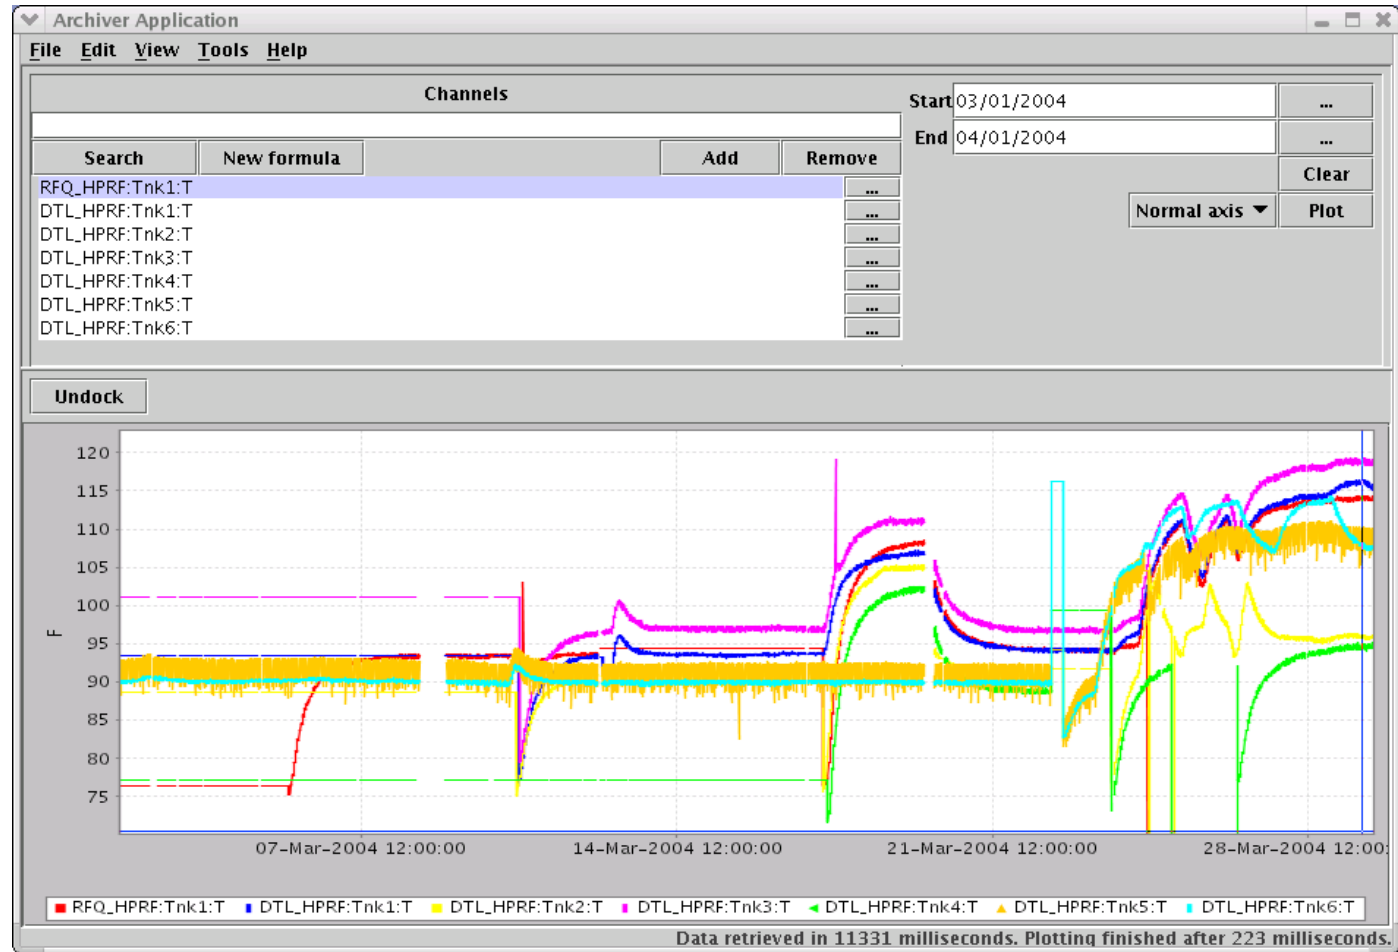 Archiver Application
File Edit View Tools Help
Channels
Start 03/01/2004 ...
End 04/01/2004 ...
Search New formula Add Remove
Clear
Normal axis Plot
RFQ_HPRF:Tnk1:T ...
DTL_HPRF:Tnk1:T ...
DTL_HPRF:Tnk2:T ...
DTL_HPRF:Tnk3:T ...
DTL_HPRF:Tnk4:T ...
DTL_HPRF:Tnk5:T ...
DTL_HPRF:Tnk6:T ...
Undock
120
115
110
105
100
95
90
85
80
75
F
07-Mar-2004 12:00:00 14-Mar-2004 12:00:00 21-Mar-2004 12:00:00 28-Mar-2004 12:00:
RFQ_HPRF:Tnk1:T DTL_HPRF:Tnk1:T DTL_HPRF:Tnk2:T DTL_HPRF:Tnk3:T DTL_HPRF:Tnk4:T DTL_HPRF:Tnk5:T DTL_HPRF:Tnk6:T
Data retrieved in 11331 milliseconds. Plotting finished after 223 milliseconds.